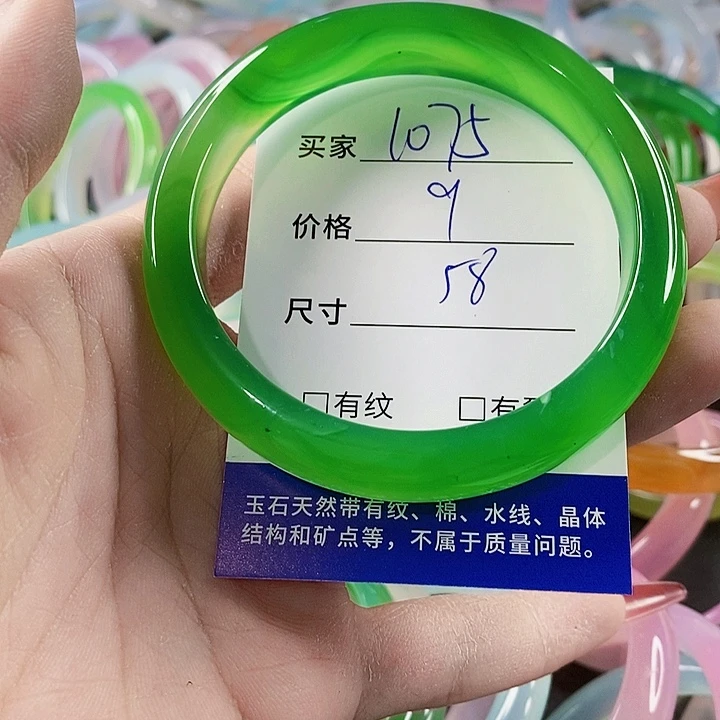 买家 1075
价格 9
尺寸 58
□有纹 □有
玉石天然带有纹、棉、水线、晶体
结构和矿点等，不属于质量问题。